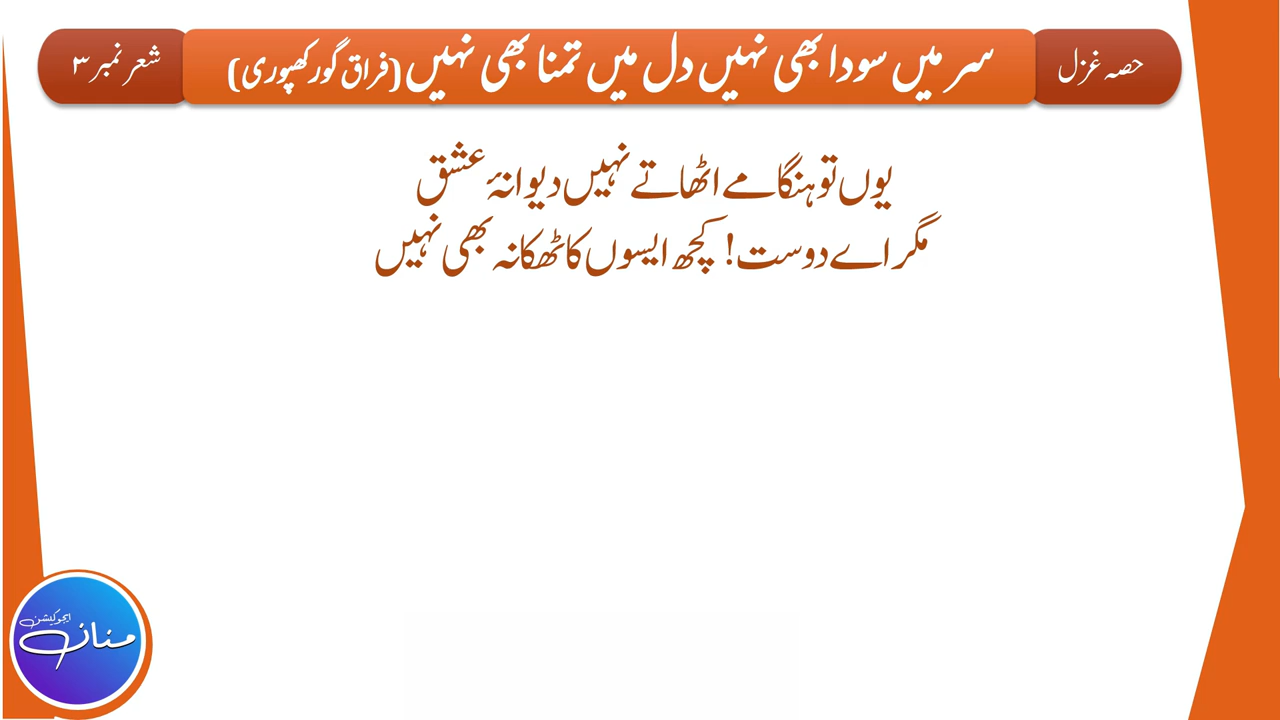 حصہ غزل
سر میں سودا بھی نہیں دل میں تمنا بھی نہیں (فراق گورکھپوری)
شعر نمبر ۳
یوں تو ہنگامے اٹھاتے نہیں دیوانۂ عشق
مگر اے دوست! کچھ ایسوں کا ٹھکانہ بھی نہیں
ایجوکیشن
منان